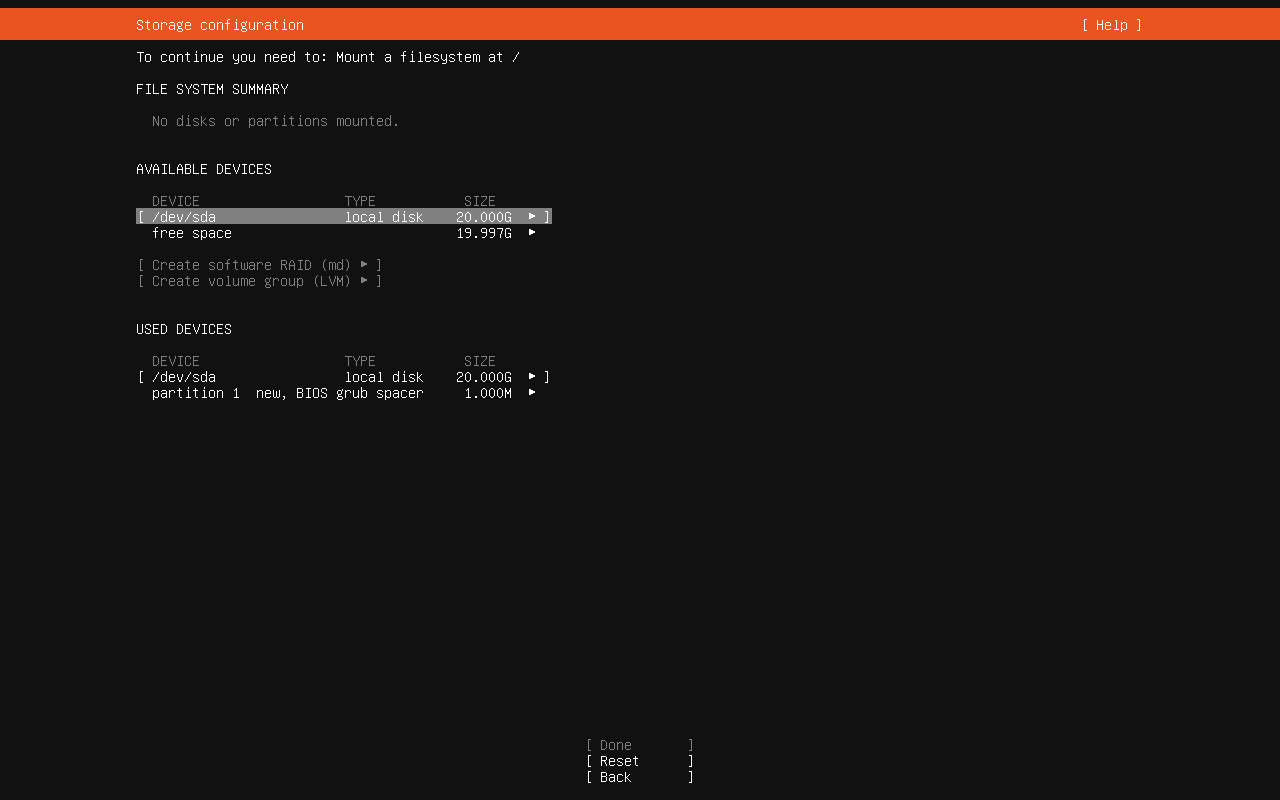 Storage configuration [ Help ]
To continue you need to: Mount a filesystem at /
FILE SYSTEM SUMMARY
No disks or partitions mounted.
AVAILABLE DEVICES
DEVICE TYPE SIZE
[ /dev/sda local disk 20.000G ▸ ]
free space 19.997G ▸
[ Create software RAID (md) ▸ ]
[ Create volume group (LVM) ▸ ]
USED DEVICES
DEVICE TYPE SIZE
[ /dev/sda local disk 20.000G ▸ ]
partition 1 new, BIOS grub spacer 1.000M ▸
[ Done ]
[ Reset ]
[ Back ]